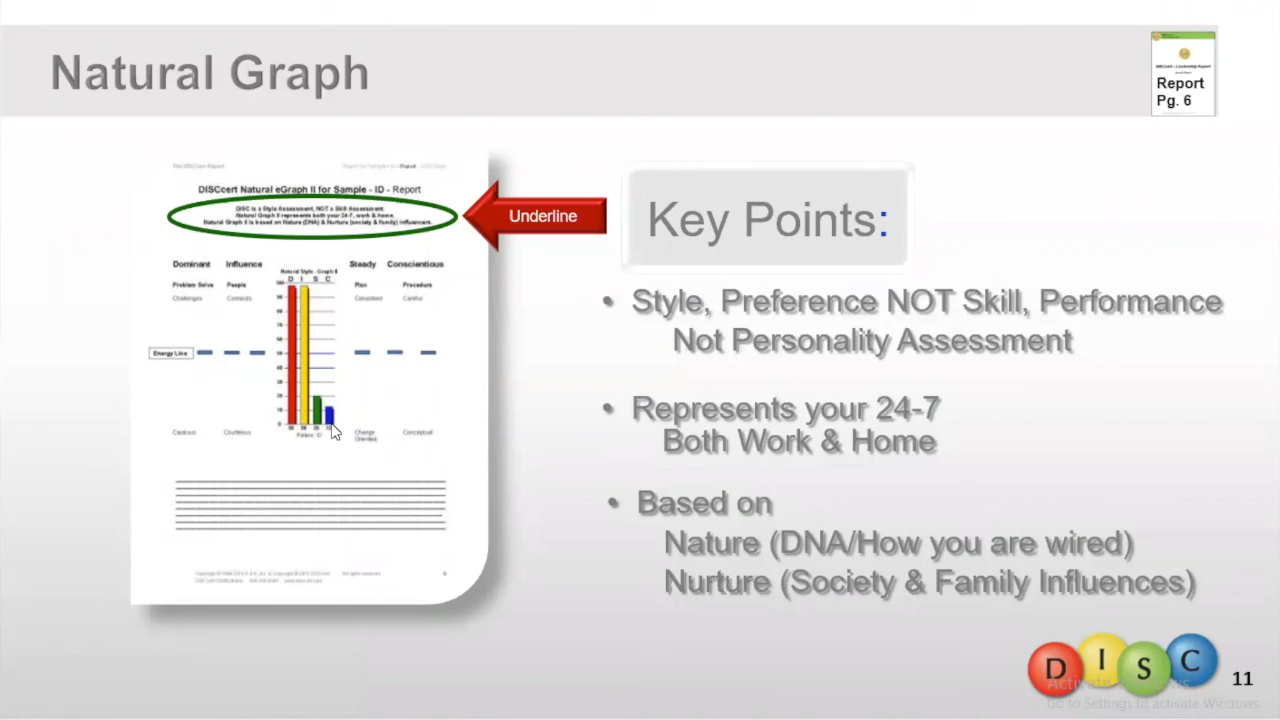 Natural Graph
Report
Pg. 6
DISCcert Natural eGraph II for Sample - ID - Report
DISC is a Style Assessment, NOT a Skill Assessment.
Natural Graph II represents both your 24-7, work & home.
Natural Graph II is based on Nature (DNA) & Nurture (society & family) influencers.
Underline
Key Points:
Dominant Influence Steady Conscientious
Natural Style - Graph II
D I S C
Problem Solve People Plan Procedure
Challenges Contacts Consistent Careful
Energy Line
Cautious Courteous Change Conceptual
Oriented
• Style, Preference NOT Skill, Performance
Not Personality Assessment
• Represents your 24-7
Both Work & Home
• Based on
Nature (DNA/How you are wired)
Nurture (Society & Family Influences)
D I S C
11
Activate Windows
Go to Settings to activate Windows.